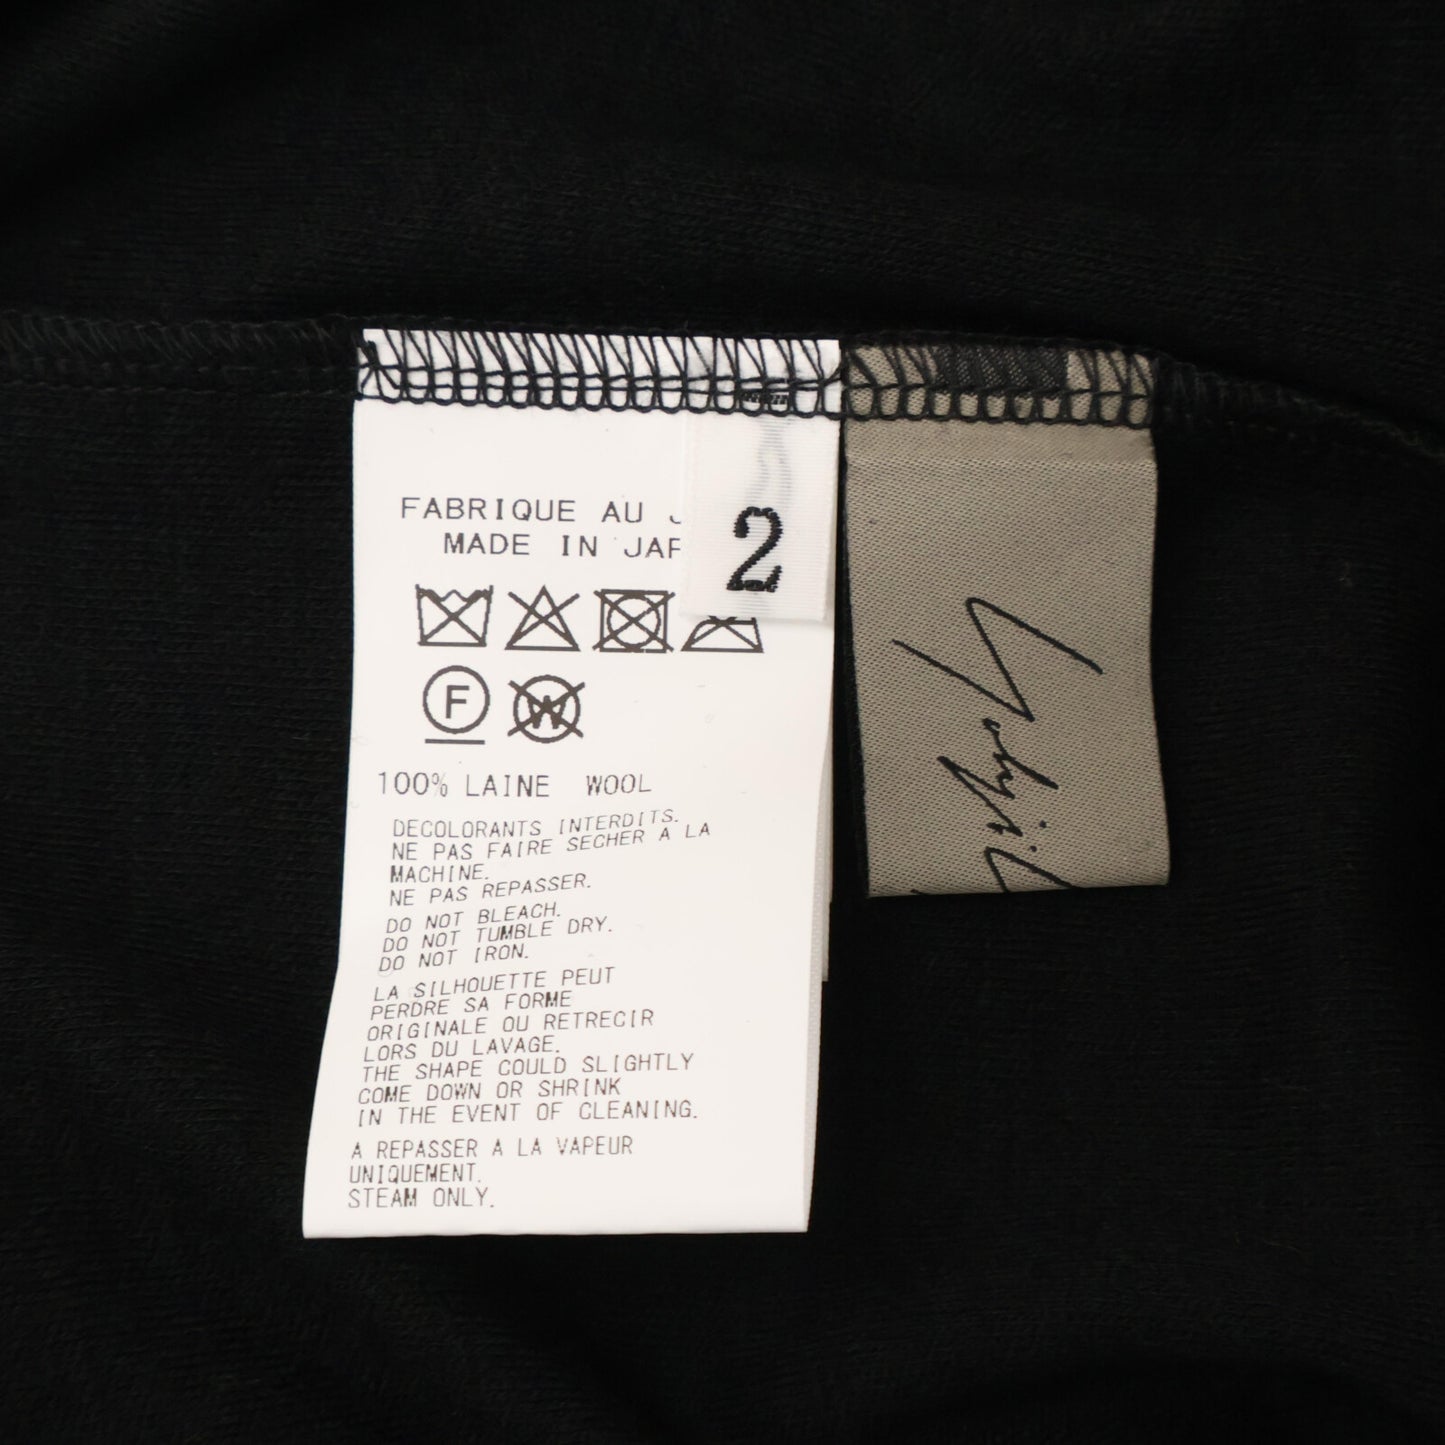 FABRIQUE AU J
MADE IN JAP
2
F
W
100% LAINE WOOL
DECOLORANTS INTERDITS.
NE PAS FAIRE SECHER A LA
MACHINE.
NE PAS REPASSER.
DO NOT BLEACH.
DO NOT TUMBLE DRY.
DO NOT IRON.
LA SILHOUETTE PEUT
PERDRE SA FORME
ORIGINALE OU RETRECIR
LORS DU LAVAGE.
THE SHAPE COULD SLIGHTLY
COME DOWN OR SHRINK
IN THE EVENT OF CLEANING.
A REPASSER A LA VAPEUR
UNIQUEMENT.
STEAM ONLY.